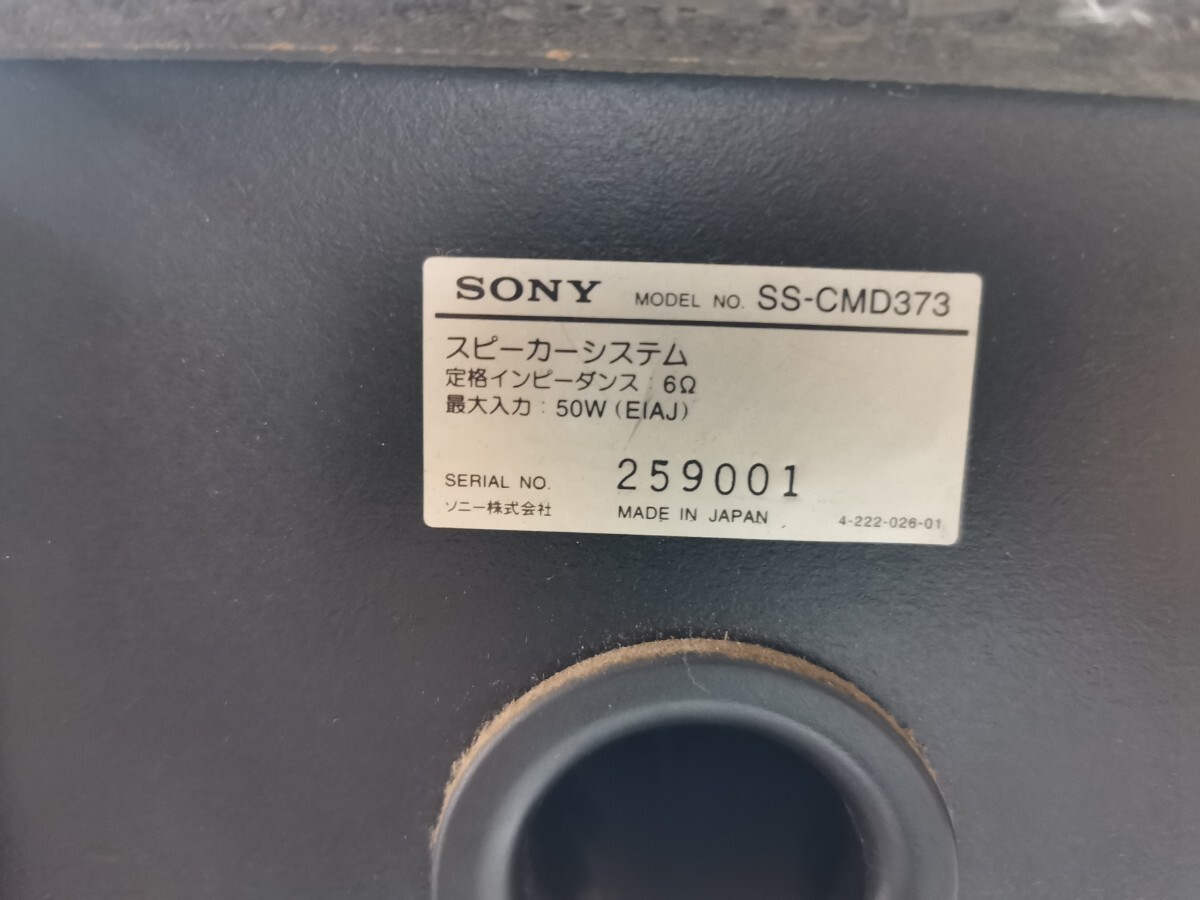 SONY MODEL NO. SS-CMD373
スピーカーシステム
定格インピーダンス : 6Ω
最大入力 : 50W (EIAJ)
SERIAL NO. 259001
ソニー株式会社 MADE IN JAPAN 4-222-026-01